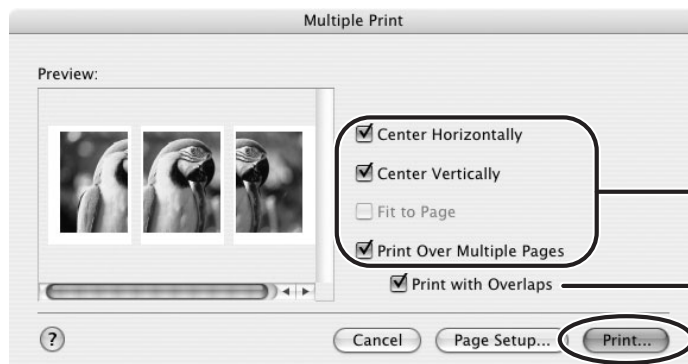 Multiple Print
Preview:
Center Horizontally
Center Vertically
Fit to Page
Print Over Multiple Pages
Print with Overlaps
? Cancel Page Setup... Print...